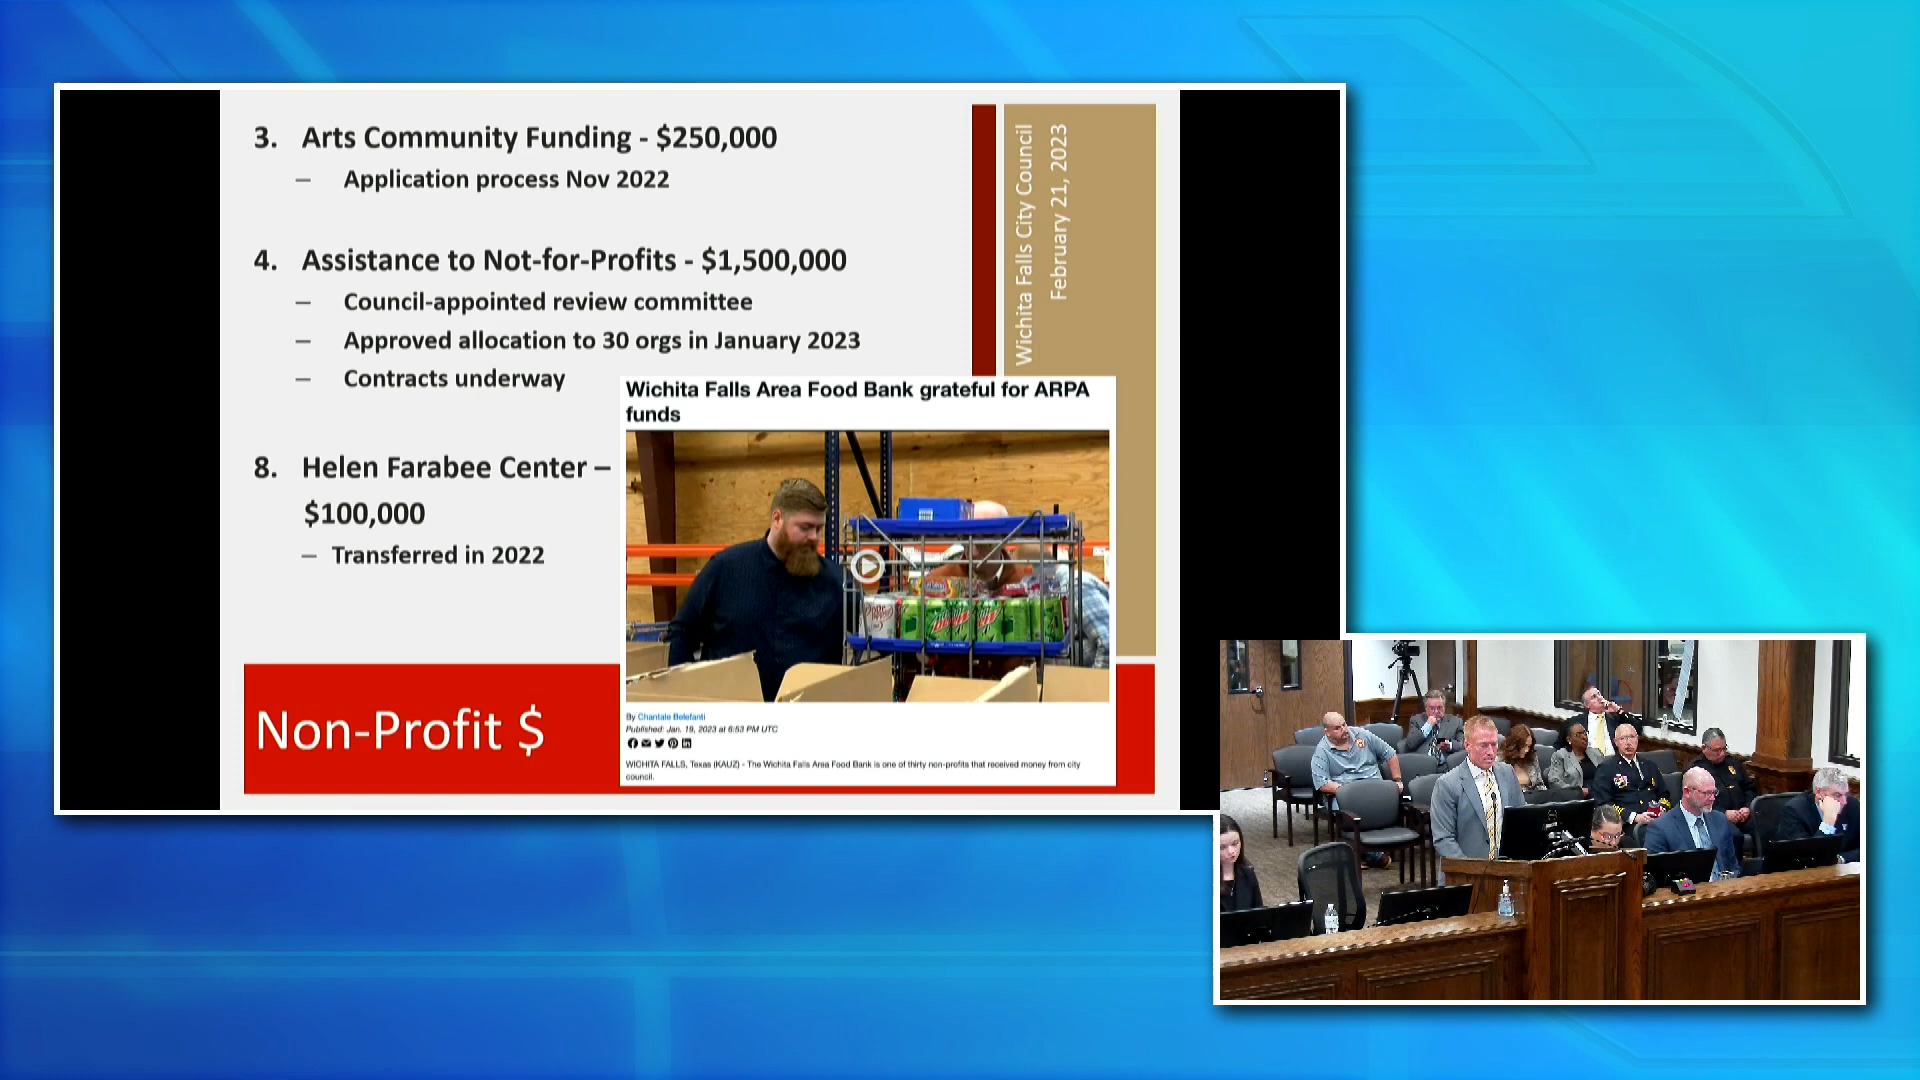 3. Arts Community Funding - $250,000
– Application process Nov 2022
4. Assistance to Not-for-Profits - $1,500,000
– Council-appointed review committee
– Approved allocation to 30 orgs in January 2023
– Contracts underway
8. Helen Farabee Center –
$100,000
– Transferred in 2022
Non-Profit $
Wichita Falls City Council
February 21, 2023
Wichita Falls Area Food Bank grateful for ARPA
funds
By Chantale Belefanti
Published: Jan. 19, 2023 at 6:53 PM UTC
WICHITA FALLS, Texas (KAUZ) - The Wichita Falls Area Food Bank is one of thirty non-profits that received money from city
council.